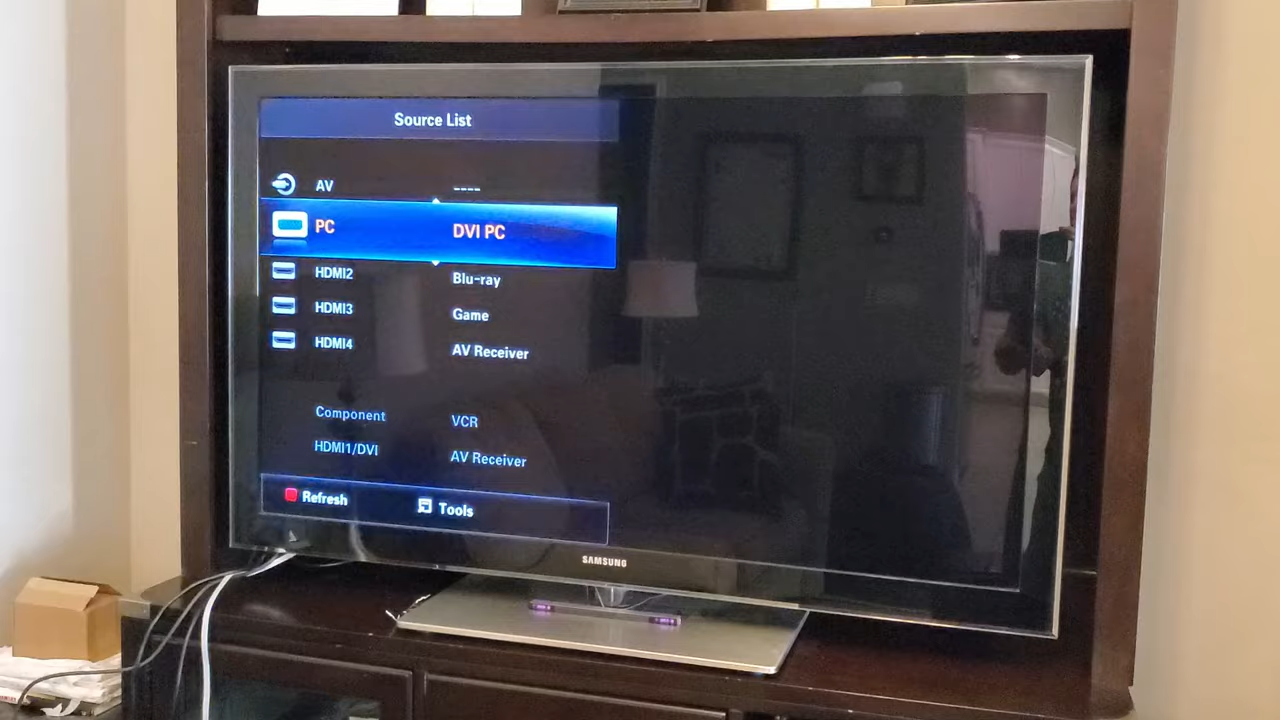 Source List
AV ----
PC DVI PC
HDMI2 Blu-ray
HDMI3 Game
HDMI4 AV Receiver
Component VCR
HDMI1/DVI AV Receiver
Refresh Tools
SAMSUNG